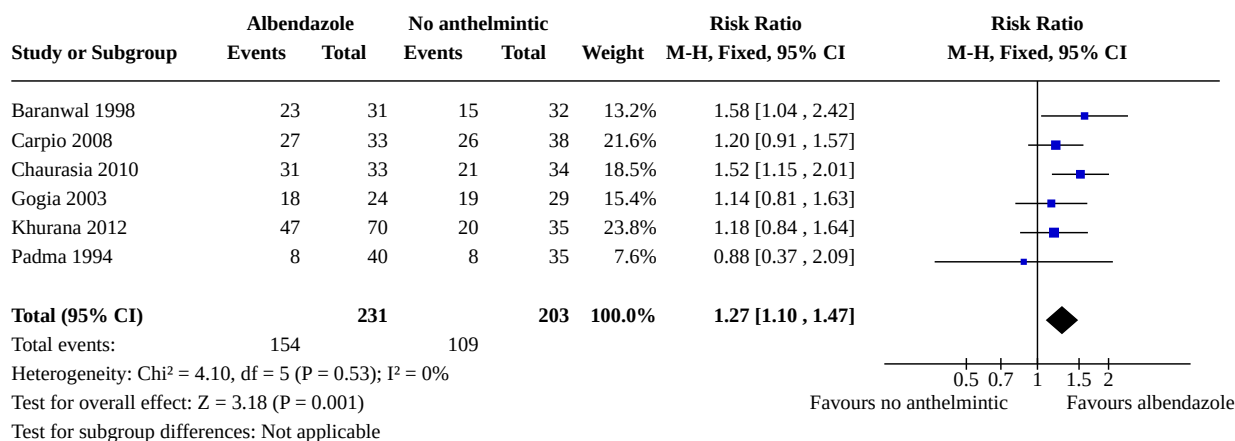 Albendazole No anthelmintic Risk Ratio Risk Ratio
Study or Subgroup Events Total Events Total Weight M-H, Fixed, 95% CI M-H, Fixed, 95% CI
Baranwal 1998 23 31 15 32 13.2% 1.58 [1.04 , 2.42]
Carpio 2008 27 33 26 38 21.6% 1.20 [0.91 , 1.57]
Chaurasia 2010 31 33 21 34 18.5% 1.52 [1.15 , 2.01]
Gogia 2003 18 24 19 29 15.4% 1.14 [0.81 , 1.63]
Khurana 2012 47 70 20 35 23.8% 1.18 [0.84 , 1.64]
Padma 1994 8 40 8 35 7.6% 0.88 [0.37 , 2.09]
Total (95% CI) 231 203 100.0% 1.27 [1.10 , 1.47]
Total events: 154 109
Heterogeneity: Chi² = 4.10, df = 5 (P = 0.53); I² = 0% 0.5 0.7 1 1.5 2
Test for overall effect: Z = 3.18 (P = 0.001) Favours no anthelmintic Favours albendazole
Test for subgroup differences: Not applicable